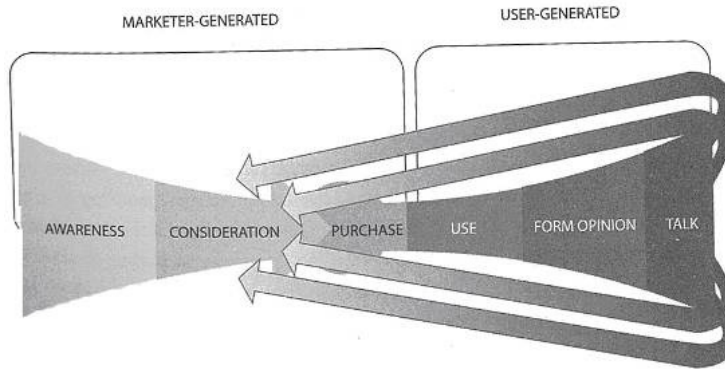 MARKETER-GENERATED
USER-GENERATED
AWARENESS
CONSIDERATION
PURCHASE
USE
FORM OPINION
TALK